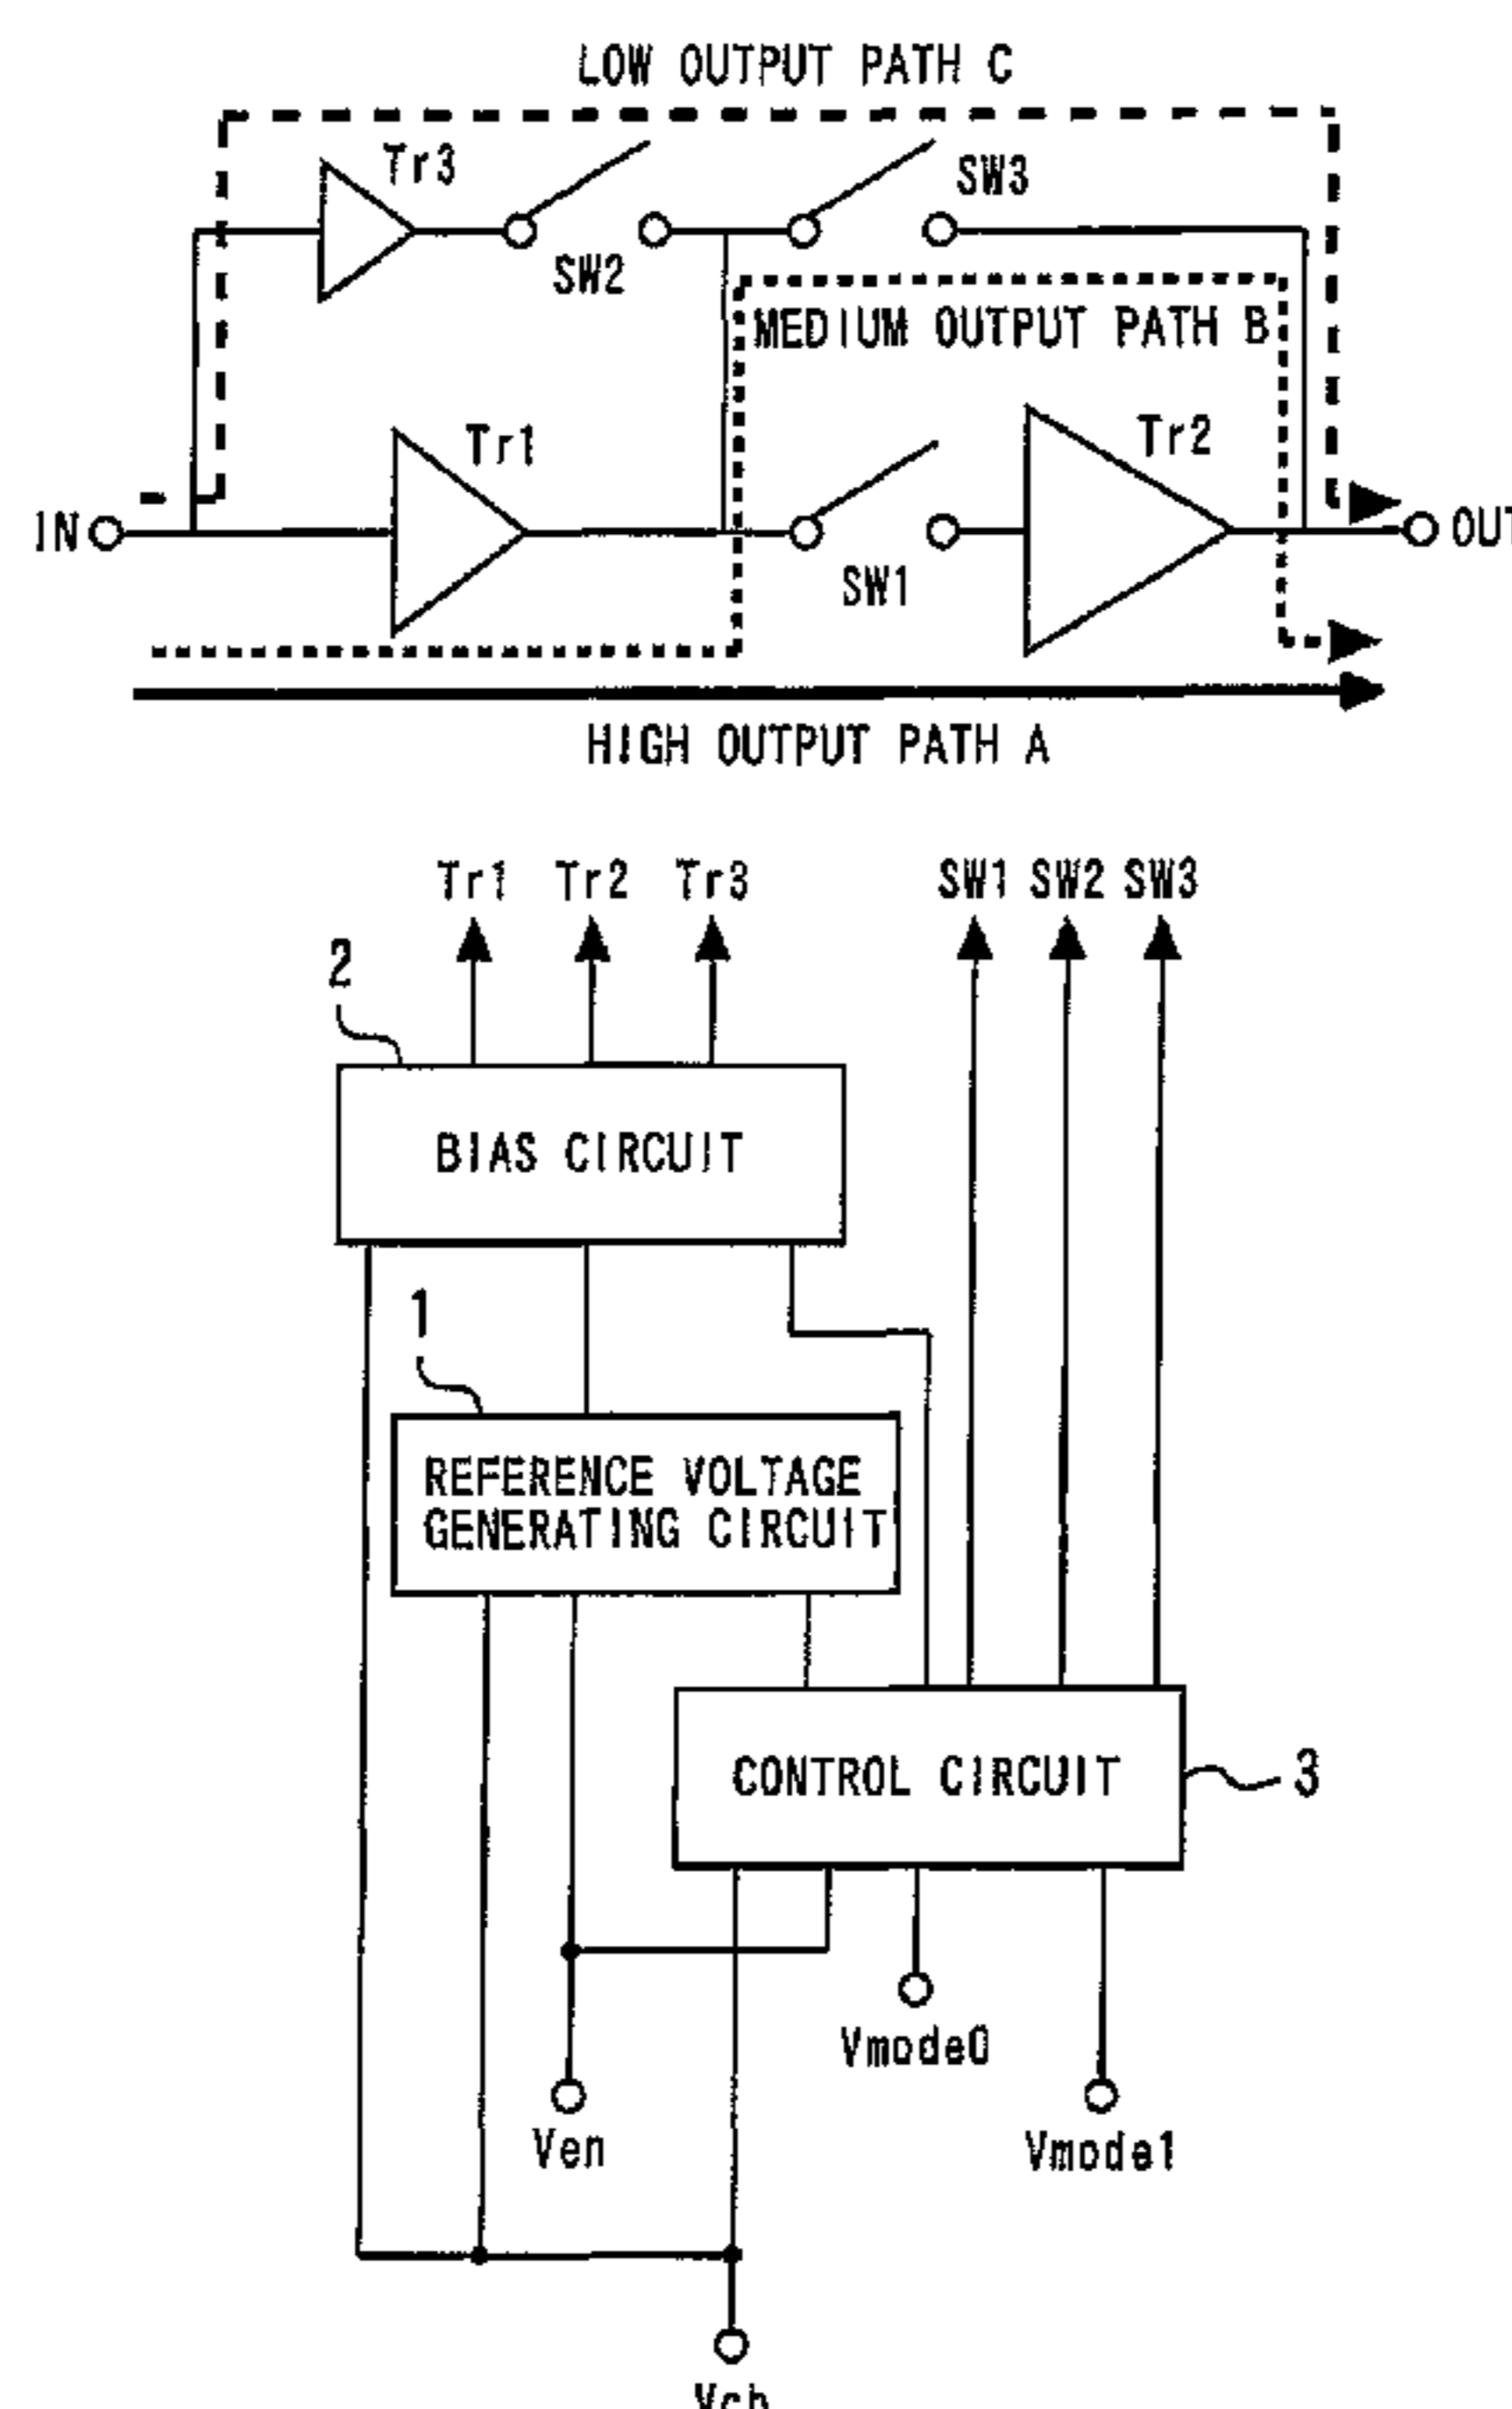 LOW OUTPUT PATH C
Tr3
SW3
SW2
MEDIUM OUTPUT PATH B
Tr1
Tr2
IN
SW1
HIGH OUTPUT PATH A
Tr1 Tr2 Tr3 SW1 SW2 SW3
2
BIAS CIRCUIT
1
REFERENCE VOLTAGE
GENERATING CIRCUIT
CONTROL CIRCUIT
3
Vmode0
Ven
Vmode1